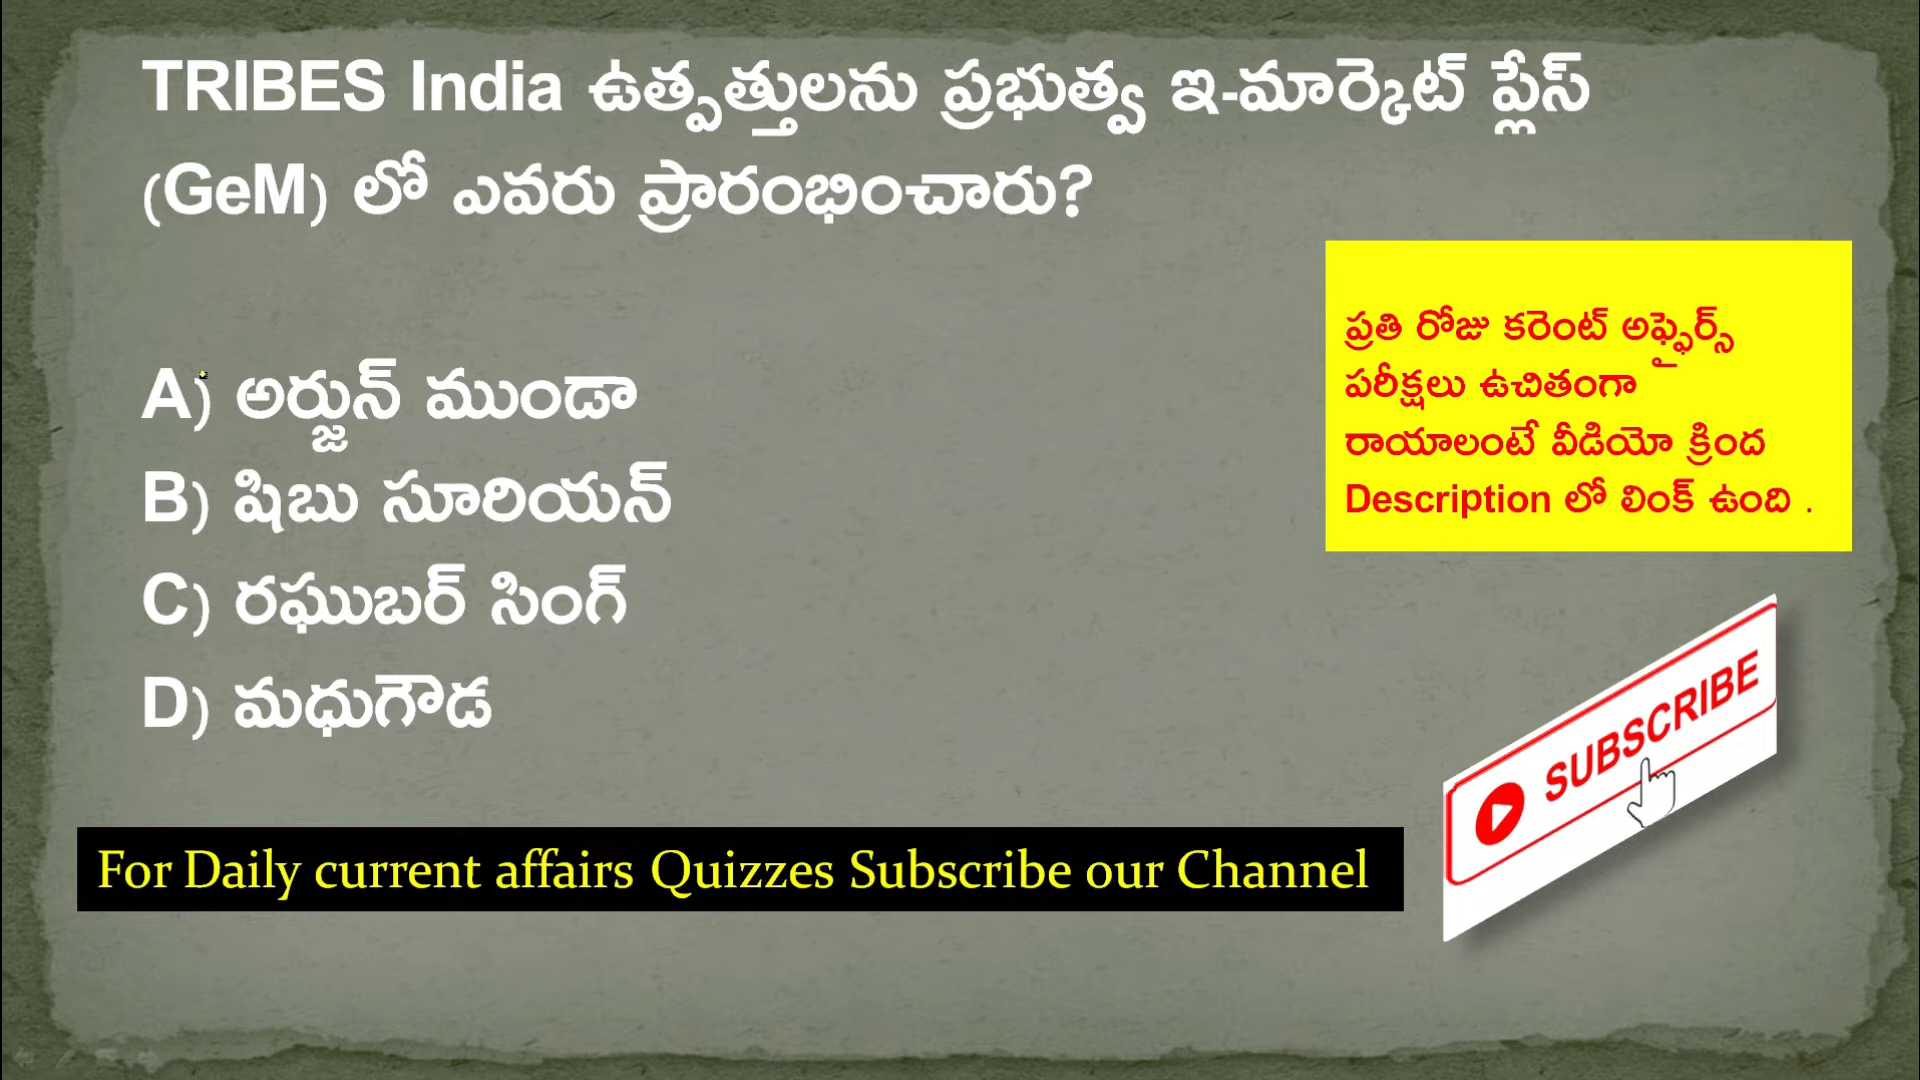 TRIBES India ఉత్పత్తులను ప్రభుత్వ ఇ-మార్కెట్ ప్లేస్
(GeM) లో ఎవరు ప్రారంభించారు?
A) అర్జున్ ముండా
B) షిబు సూరియన్
C) రఘుబర్ సింగ్
D) మధుగౌడ
ప్రతి రోజు కరెంట్ అఫ్ఫైర్స్
పరీక్షలు ఉచితంగా
రాయాలంటే వీడియో క్రింద
Description లో లింక్ ఉంది .
SUBSCRIBE
For Daily current affairs Quizzes Subscribe our Channel